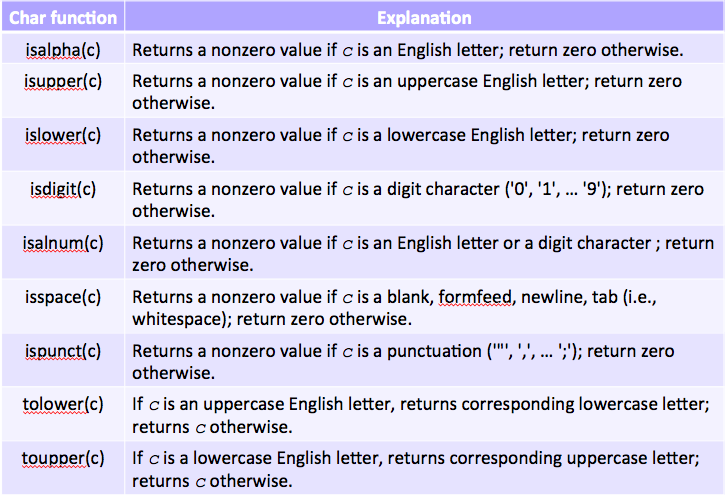 Char function Explanation
isalpha(c) Returns a nonzero value if c is an English letter; return zero otherwise.
isupper(c) Returns a nonzero value if c is an uppercase English letter; return zero
otherwise.
islower(c) Returns a nonzero value if c is a lowercase English letter; return zero
otherwise.
isdigit(c) Returns a nonzero value if c is a digit character ('0', '1', ... '9'); return zero
otherwise.
isalnum(c) Returns a nonzero value if c is an English letter or a digit character ; return
zero otherwise.
isspace(c) Returns a nonzero value if c is a blank, formfeed, newline, tab (i.e.,
whitespace); return zero otherwise.
ispunct(c) Returns a nonzero value if c is a punctuation ('"', ',', ... ';'); return zero
otherwise.
tolower(c) If c is an uppercase English letter, returns corresponding lowercase letter;
returns c otherwise.
toupper(c) If c is a lowercase English letter, returns corresponding uppercase letter;
returns c otherwise.